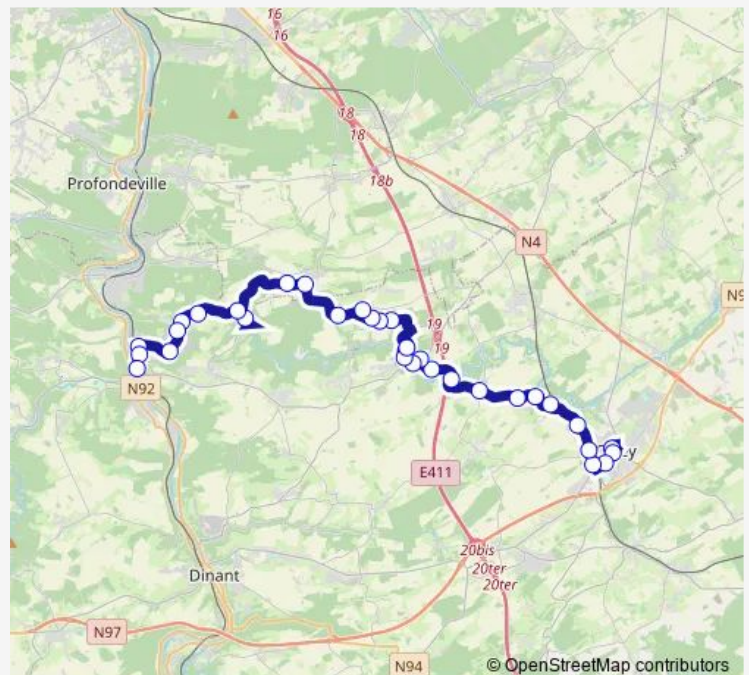 16
16
18
18
18b
Profondeville
N4
19
19
N92
E411
Dinant
20bis
20ter
20ter
N97
N94
© OpenStreetMap contributors